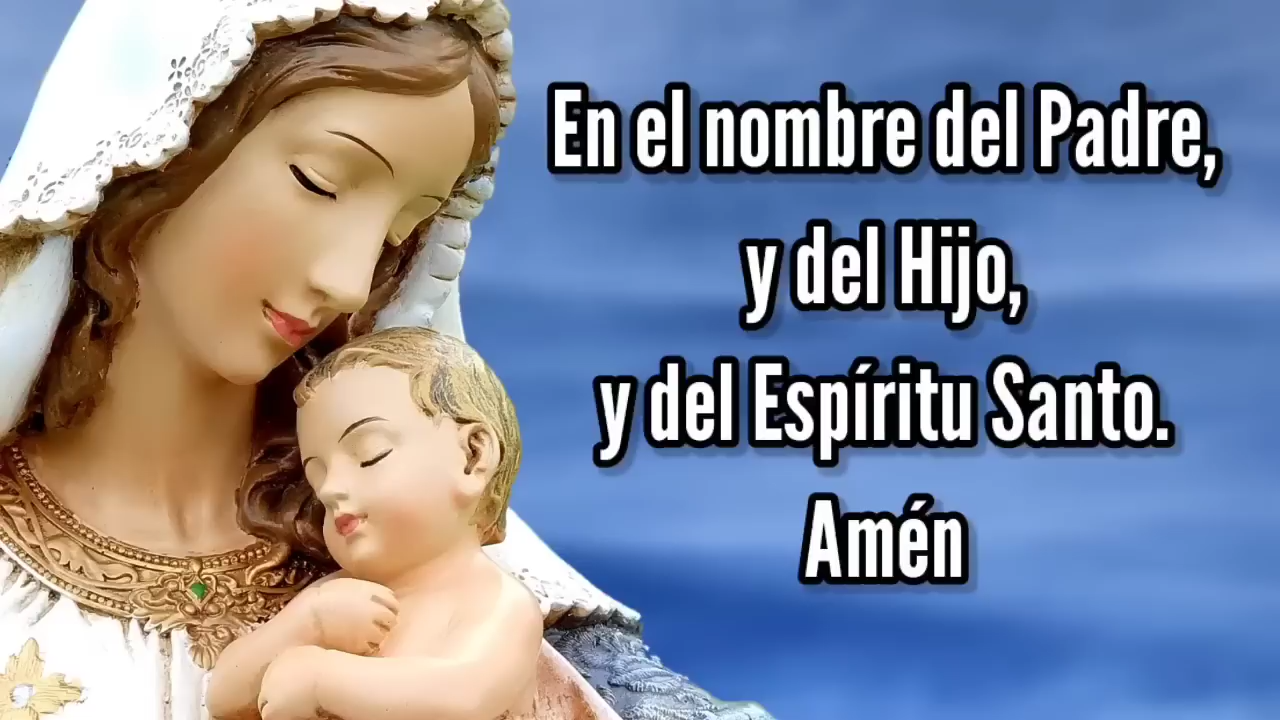 En el nombre del Padre,
y del Hijo,
y del Espíritu Santo.
Amén